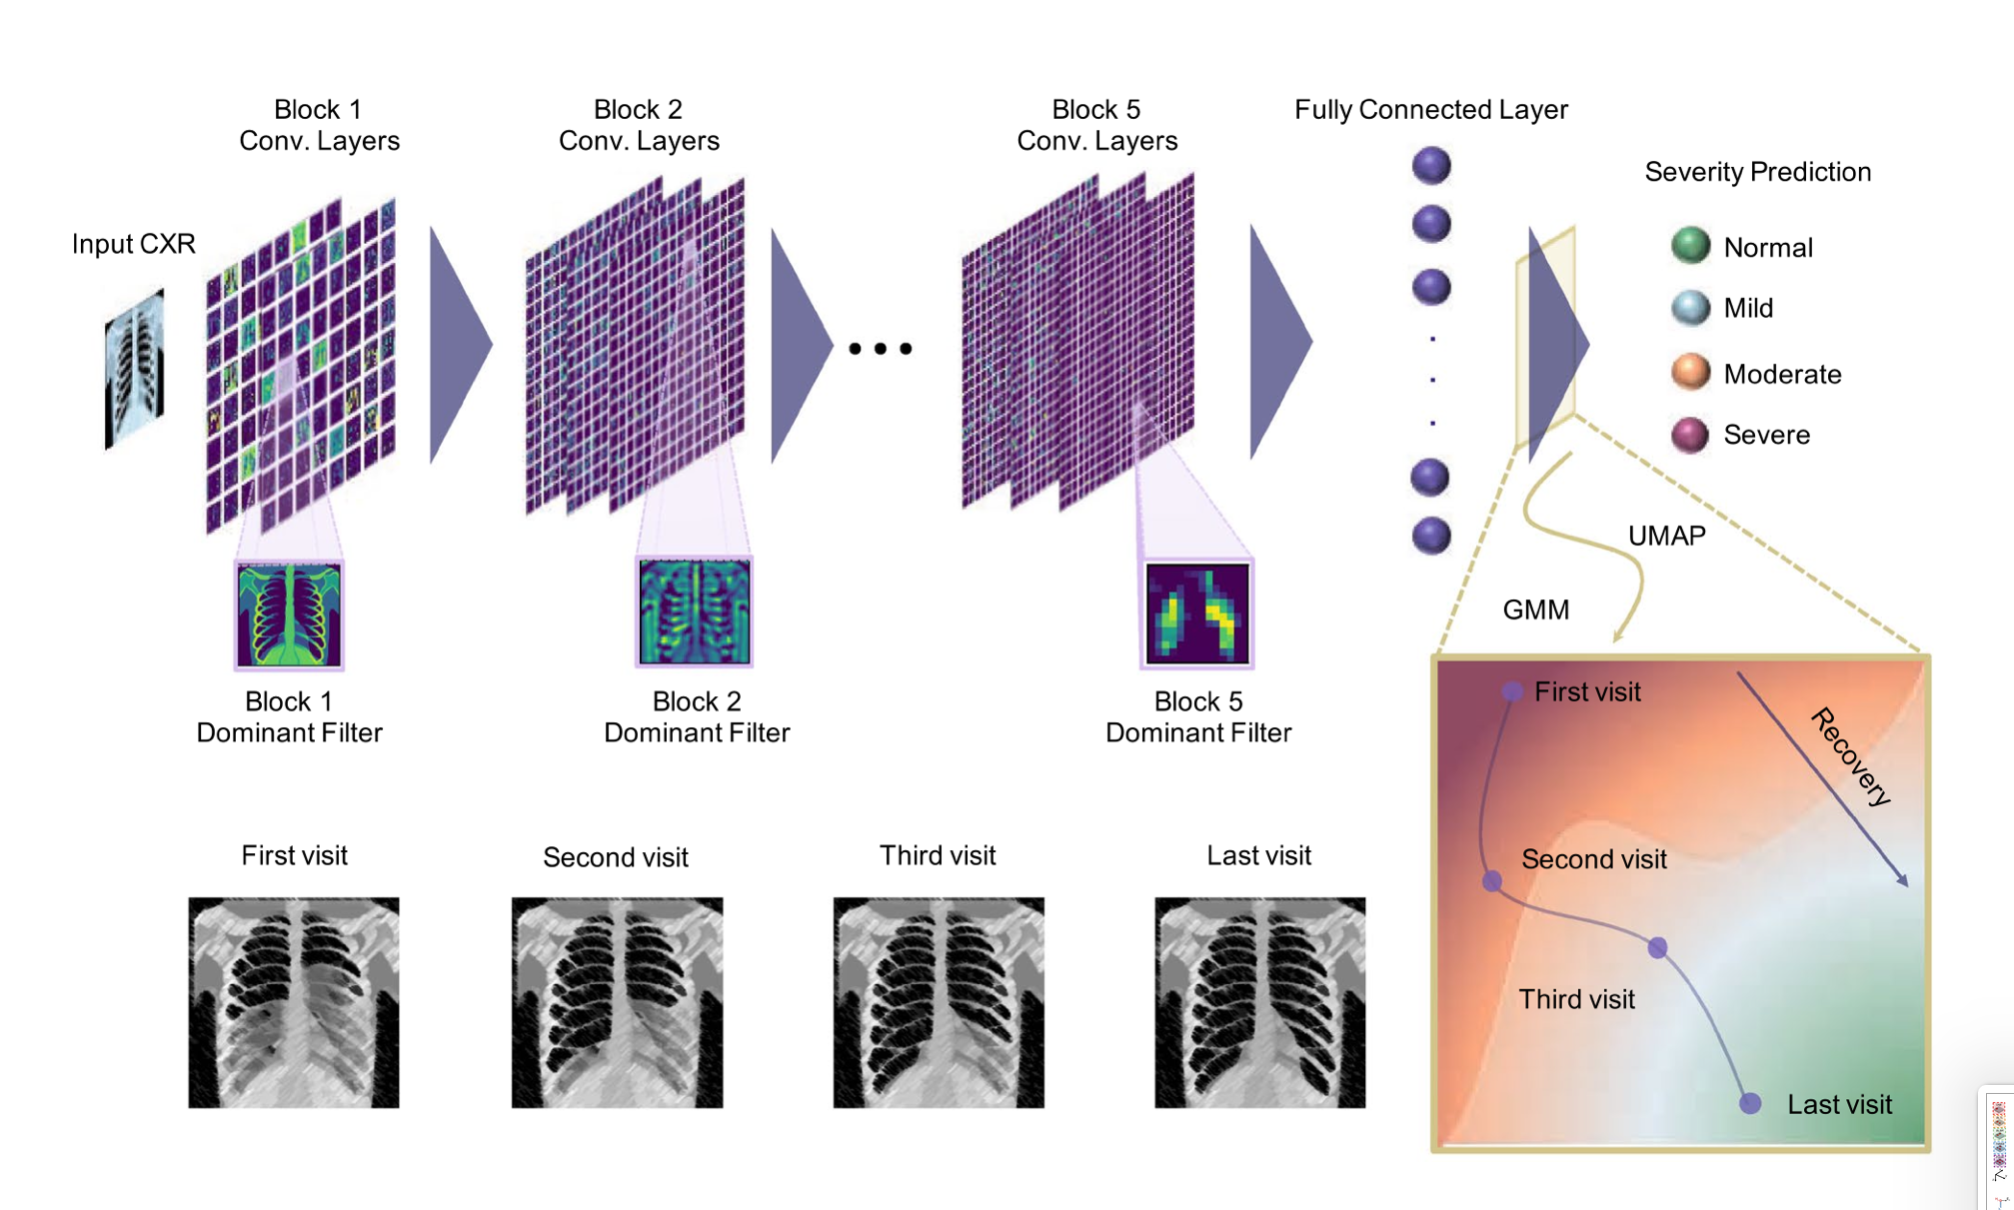 Block 1
Conv. Layers
Block 2
Conv. Layers
Block 5
Conv. Layers
Fully Connected Layer
Input CXR
Severity Prediction
Normal
Mild
Moderate
Severe
UMAP
GMM
Block 1
Dominant Filter
Block 2
Dominant Filter
Block 5
Dominant Filter
First visit
Second visit
Third visit
Last visit
First visit
Recovery
Second visit
Third visit
Last visit